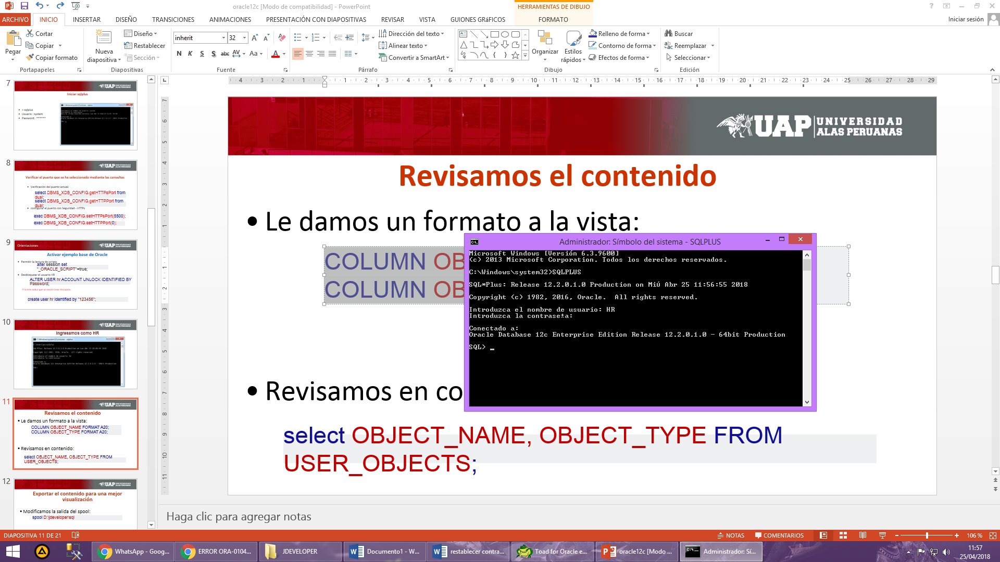 oracle12c [Modo de compatibilidad] - PowerPoint
HERRAMIENTAS DE DIBUJO
ARCHIVO INICIO INSERTAR DISEÑO TRANSICIONES ANIMACIONES PRESENTACIÓN CON DIAPOSITIVAS REVISAR VISTA GUIONES GRáFICOS FORMATO Iniciar sesión
Pegar
Cortar
Copiar
Copiar formato
Portapapeles
Nueva diapositiva
Diseño
Restablecer
Sección
Diapositivas
inherit 32
N K S S abc AV Aa A
Fuente
Dirección del texto
Alinear texto
Convertir a SmartArt
Párrafo
Organizar
Estilos rápidos
Relleno de forma
Contorno de forma
Efectos de forma
Dibujo
Buscar
Reemplazar
Seleccionar
Edición
7
Iniciar sqlplus
> sqlplus
Usuario : system
Password: ******
8
Verificar el puerto que se ha seleccionado mediante las consultas
Verificación del puerto actual:
select DBMS_XDB_CONFIG.getHTTPsPort from
dual;
select DBMS_XDB_CONFIG.getHTTPPort from
dual;
configurar el puerto con Seguridad - HTTPs
exec DBMS_XDB_CONFIG.setHTTPsPort(5500);
exec DBMS_XDB_CONFIG.setHTTPPort(0);
9
Orientaciones
Activar ejemplo base de Oracle
Permitir la lectura de scripts
alter session set
"_ORACLE_SCRIPT"=true;
Desbloquear el usuario HR
ALTER USER hr ACCOUNT UNLOCK IDENTIFIED BY
Password;
create user hr identified by "123456";
10
Ingresamos como HR
11
Revisamos el contenido
• Le damos un formato a la vista:
COLUMN OBJECT_NAME FORMAT A20;
COLUMN OBJECT_TYPE FORMAT A20;
• Revisamos en contenido:
select OBJECT_NAME, OBJECT_TYPE FROM
USER_OBJECTS;
12
Exportar el contenido para una mejor
visualización
• Modificamos la salida del spool:
spool D:\jdeveloper\sql
UAP UNIVERSIDAD
ALAS PERUANAS
Revisamos el contenido
• Le damos un formato a la vista:
COLUMN OB
COLUMN OB
• Revisamos en co
select OBJECT_NAME, OBJECT_TYPE FROM
USER_OBJECTS;
Administrador: Símbolo del sistema - SQLPLUS
Microsoft Windows [Versión 6.3.9600]
(c) 2013 Microsoft Corporation. Todos los derechos reservados.
C:\Windows\system32>SQLPLUS
SQL*Plus: Release 12.2.0.1.0 Production on MiÚ Abr 25 11:56:55 2018
Copyright (c) 1982, 2016, Oracle. All rights reserved.
Introduzca el nombre de usuario: HR
Introduzca la contrase±a:
Conectado a:
Oracle Database 12c Enterprise Edition Release 12.2.0.1.0 - 64bit Production
SQL> _
Haga clic para agregar notas
DIAPOSITIVA 11 DE 21 NOTAS COMENTARIOS 106 %
WhatsApp - Goog... ERROR ORA-0104... JDEVELOPER Documento1 - W... restablecer contra... Toad for Oracle e... oracle12c [Modo ... Administrador: Sí...
11:57
25/04/2018